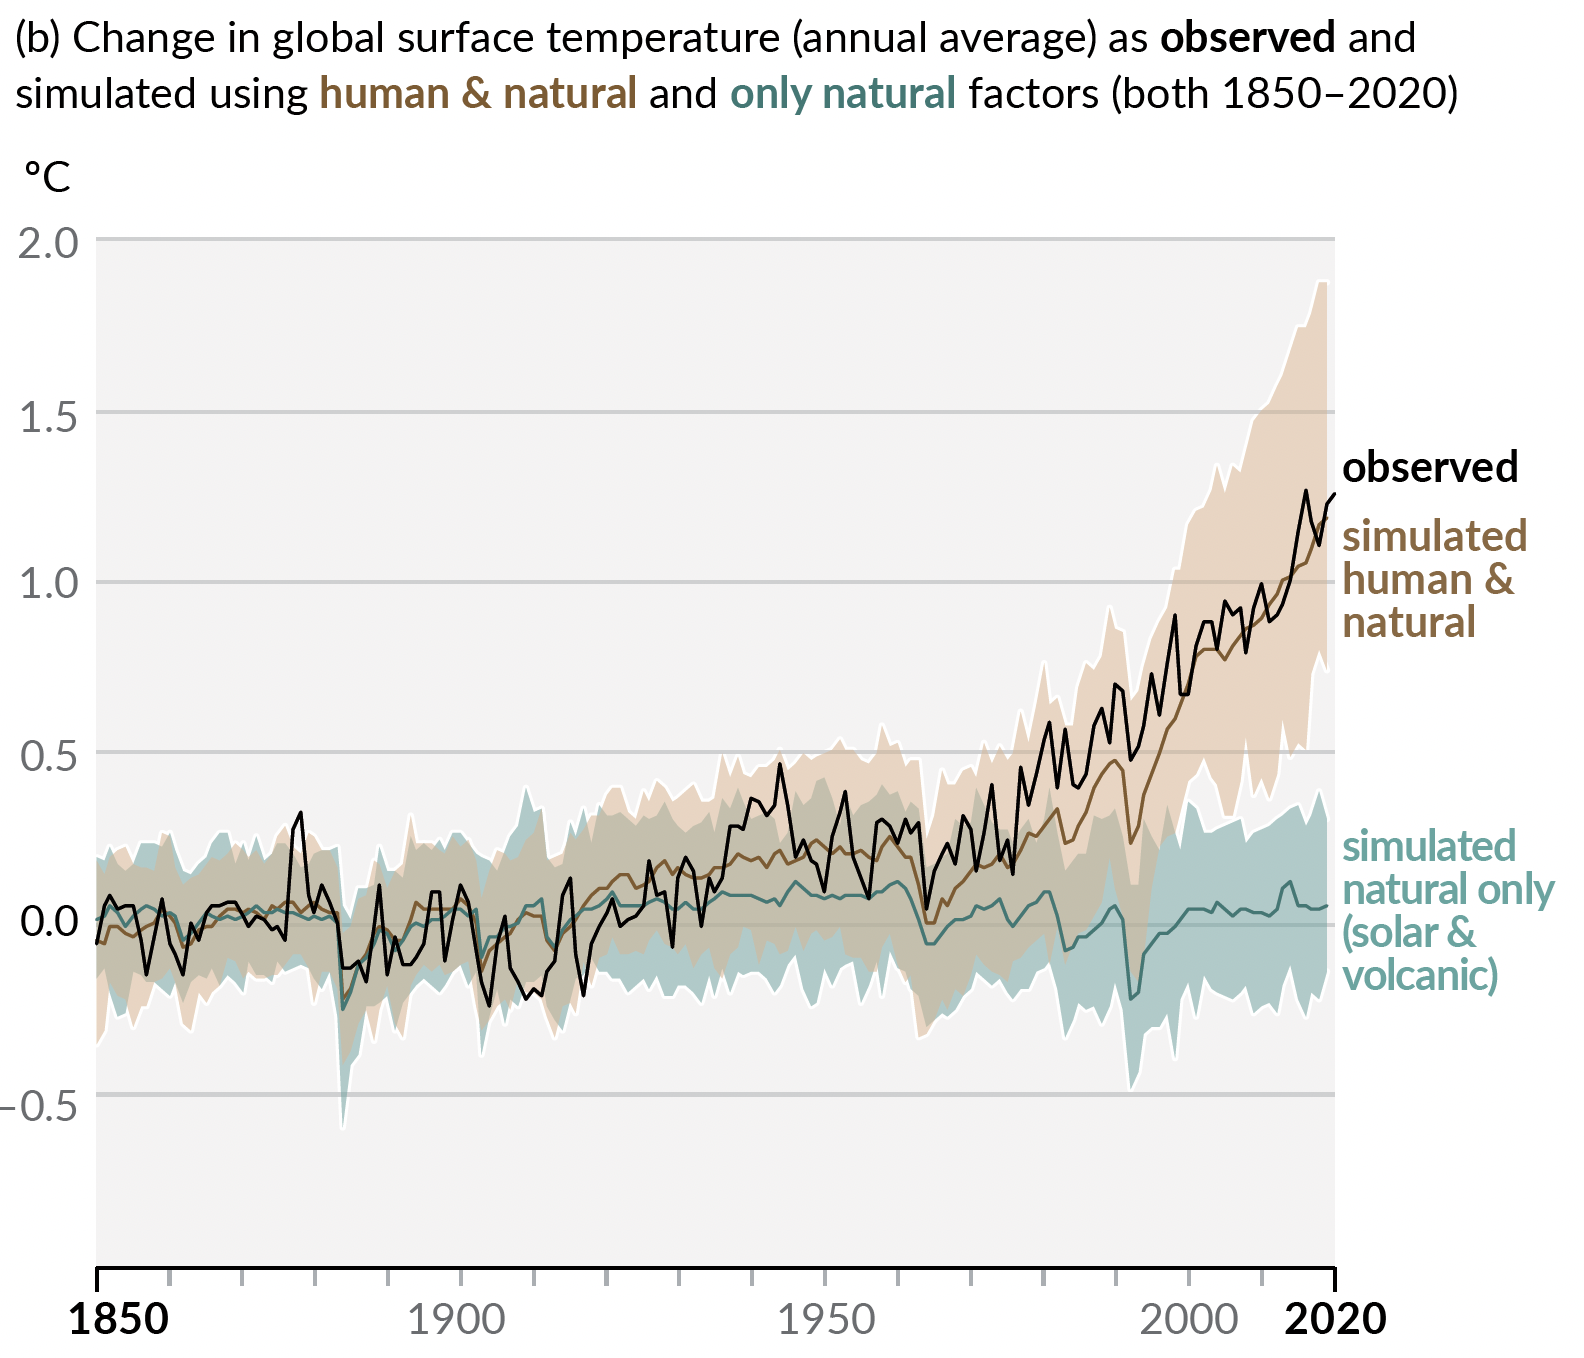 (b) Change in global surface temperature (annual average) as observed and
simulated using human & natural and only natural factors (both 1850–2020)
ºC
2.0
1.5
1.0
0.5
0.0
–0.5
observed
simulated
human &
natural
simulated
natural only
(solar &
volcanic)
1850 1900 1950 2000 2020